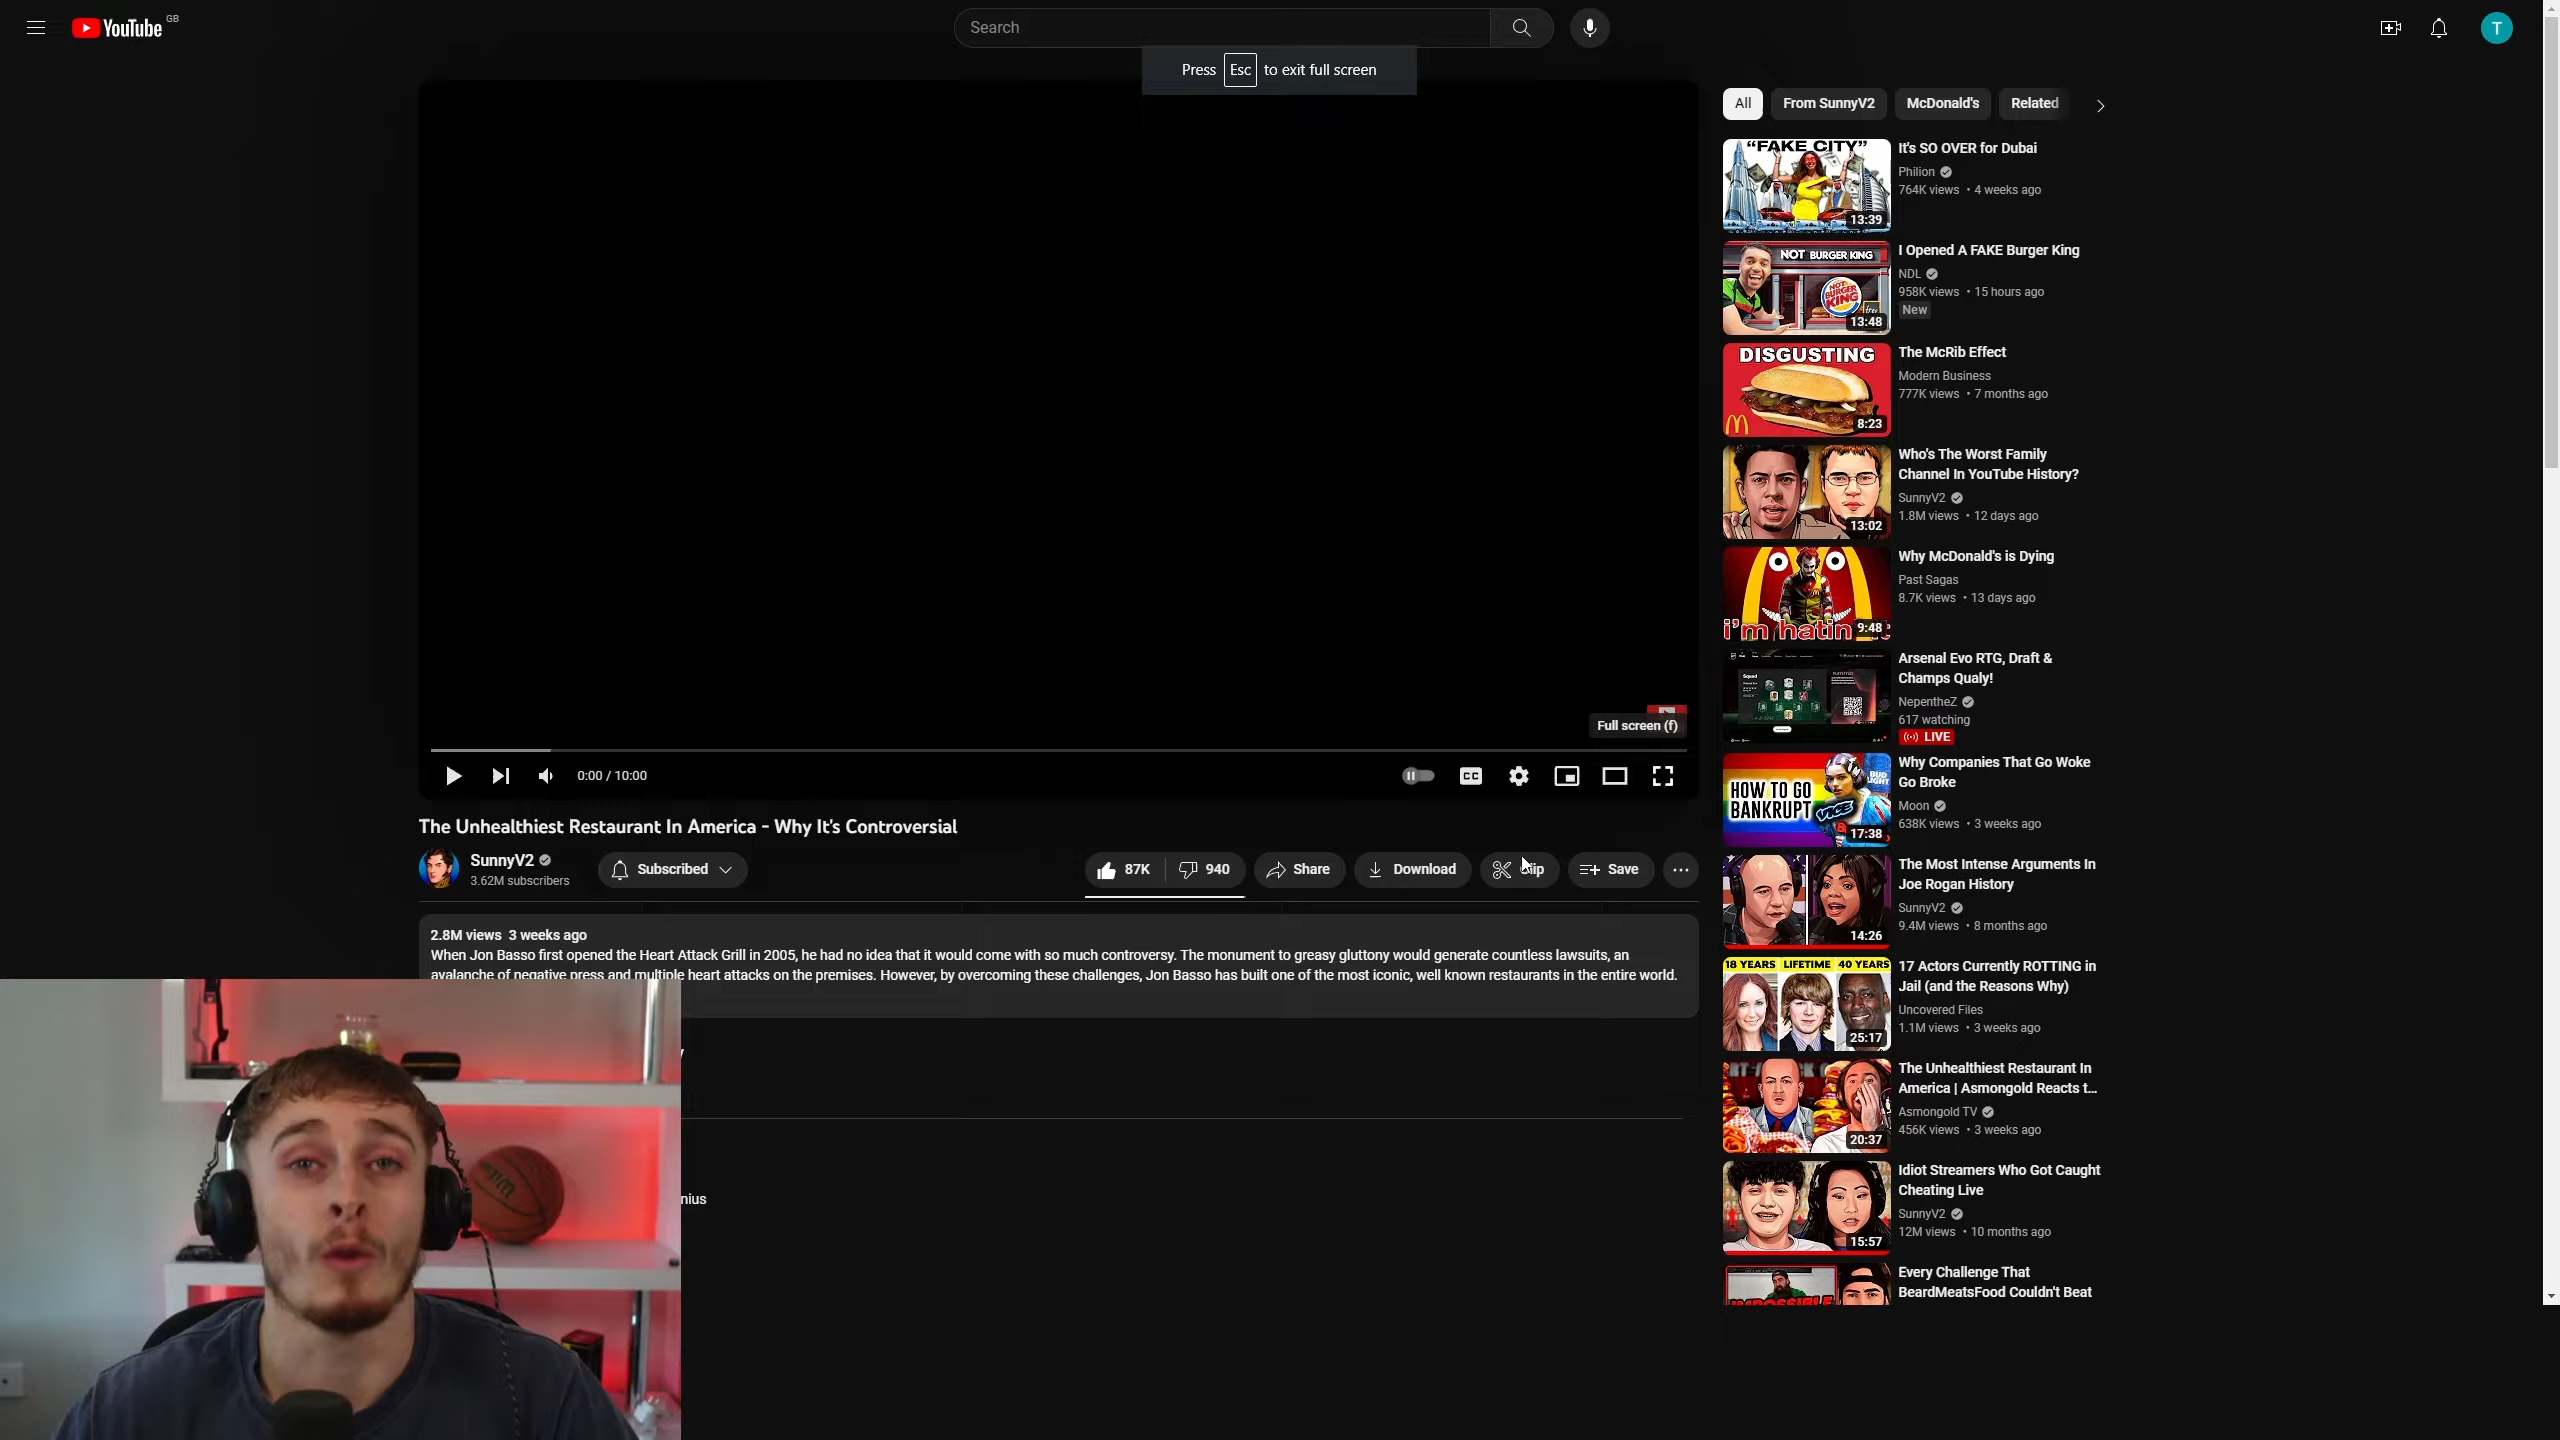 YouTube GB
Search
T
Press Esc to exit full screen
Full screen (f)
0:00 / 10:00
CC
The Unhealthiest Restaurant In America - Why It's Controversial
SunnyV2
3.62M subscribers
Subscribed
87K
940
Share
Download
Save
2.8M views 3 weeks ago
When Jon Basso first opened the Heart Attack Grill in 2005, he had no idea that it would come with so much controversy. The monument to greasy gluttony would generate countless lawsuits, an
avalanche of negative press and multiple heart attacks on the premises. However, by overcoming these challenges, Jon Basso has built one of the most iconic, well known restaurants in the entire world.
nius
All
From SunnyV2
McDonald's
Related
"FAKE CITY"
13:39
It's SO OVER for Dubai
Philion
764K views • 4 weeks ago
NOT BURGER KING
NOT
BURGER
KING
13:48
I Opened A FAKE Burger King
NDL
958K views • 15 hours ago
New
DISGUSTING
8:23
The McRib Effect
Modern Business
777K views • 7 months ago
13:02
Who's The Worst Family
Channel In YouTube History?
SunnyV2
1.8M views • 12 days ago
i'm hatin
9:48
Why McDonald's is Dying
Past Sagas
8.7K views • 13 days ago
Arsenal Evo RTG, Draft &
Champs Qualy!
NepentheZ
617 watching
LIVE
HOW TO GO
BANKRUPT
VICE
BUD
LIGHT
17:38
Why Companies That Go Woke
Go Broke
Moon
638K views • 3 weeks ago
14:26
The Most Intense Arguments In
Joe Rogan History
SunnyV2
9.4M views • 8 months ago
18 YEARS LIFETIME 40 YEARS
25:17
17 Actors Currently ROTTING in
Jail (and the Reasons Why)
Uncovered Files
1.1M views • 3 weeks ago
20:37
The Unhealthiest Restaurant In
America | Asmongold Reacts t...
Asmongold TV
456K views • 3 weeks ago
15:57
Idiot Streamers Who Got Caught
Cheating Live
SunnyV2
12M views • 10 months ago
IMPOSSIBLE
Every Challenge That
BeardMeatsFood Couldn't Beat